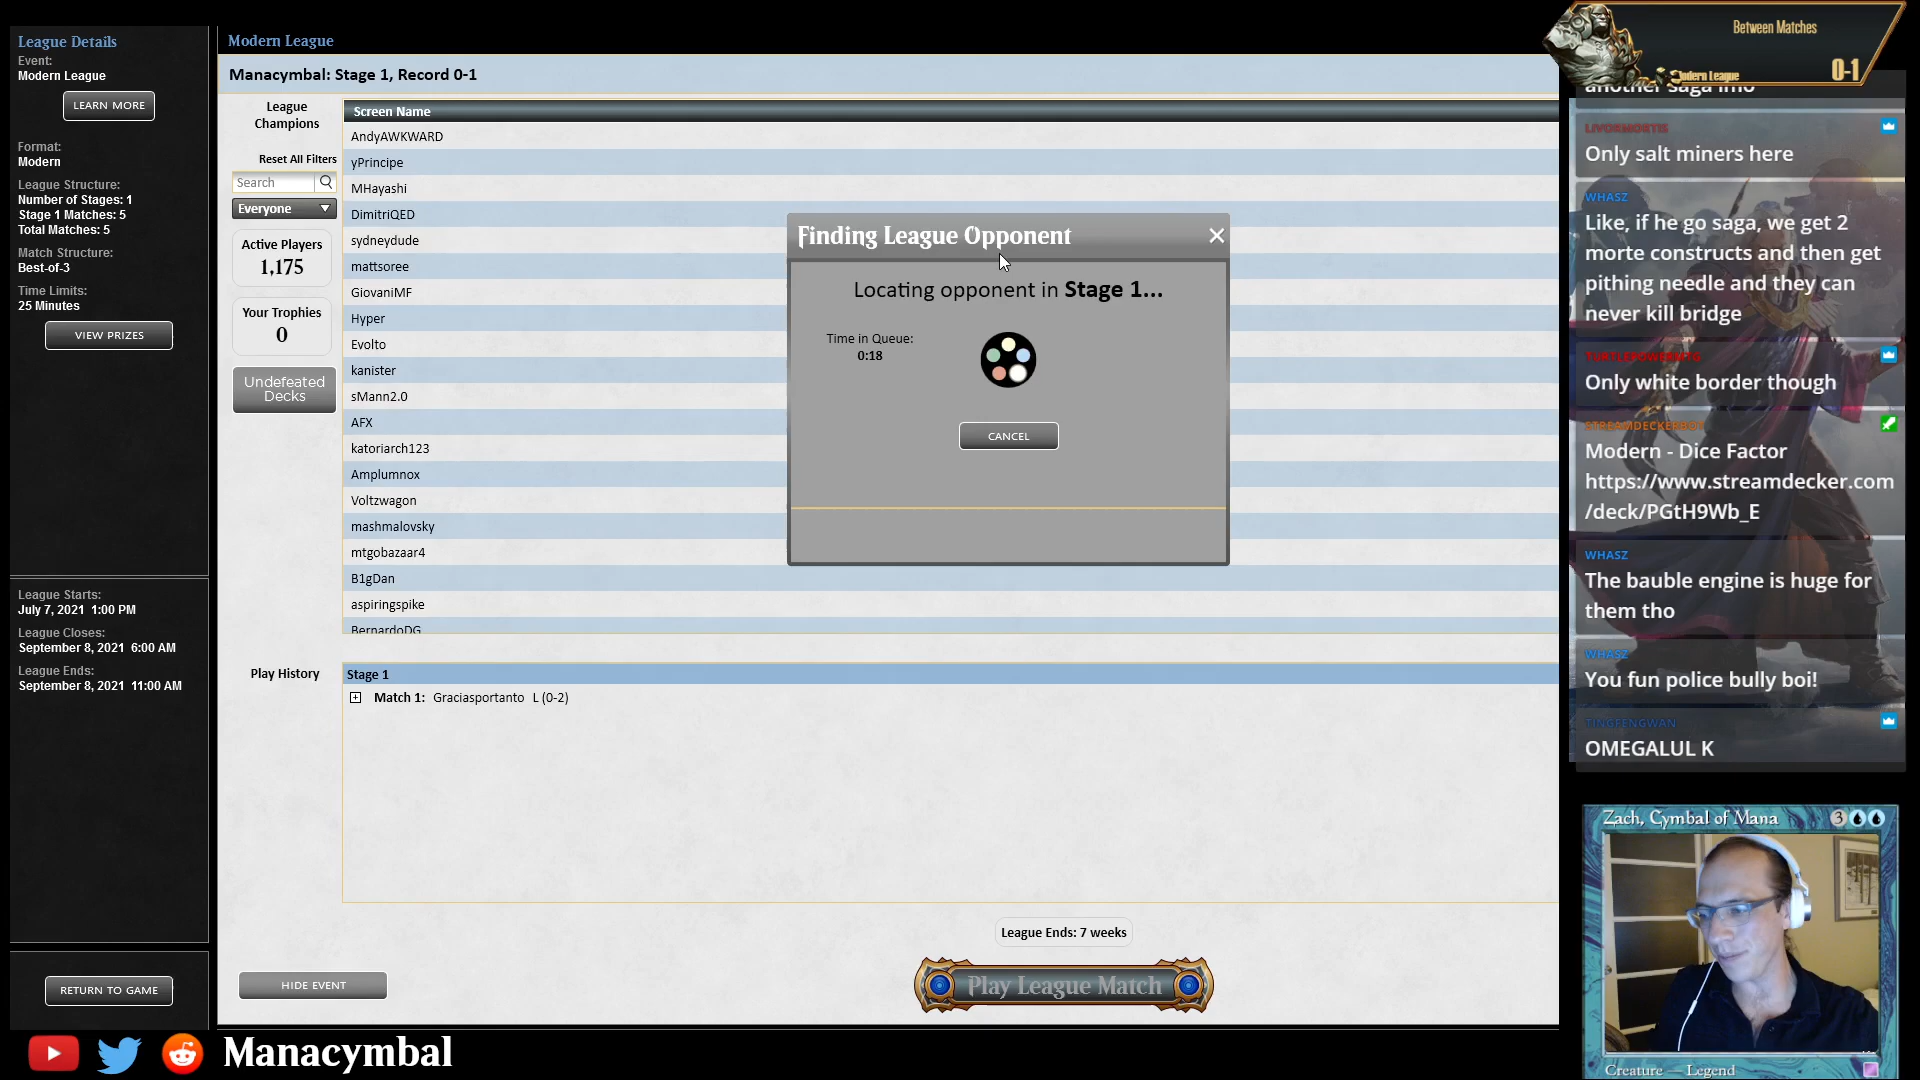 League Details
Event:
Modern League
LEARN MORE
Format:
Modern
League Structure:
Number of Stages: 1
Stage 1 Matches: 5
Total Matches: 5
Match Structure:
Best-of-3
Time Limits:
25 Minutes
VIEW PRIZES
League Starts:
July 7, 2021 1:00 PM
League Closes:
September 8, 2021 6:00 AM
League Ends:
September 8, 2021 11:00 AM
RETURN TO GAME
Modern League
Manacymbal: Stage 1, Record 0-1
League
Champions
Reset All Filters
Search
Everyone
Active Players
1,175
Your Trophies
0
Undefeated
Decks
Screen Name
AndyAWKWARD
yPrincipe
MHayashi
DimitriQED
sydneydude
mattsoree
GiovaniMF
Hyper
Evolto
kanister
sMann2.0
AFX
katoriarch123
Amplumnox
Voltzwagon
mashmalovsky
mtgobazaar4
B1gDan
aspiringspike
BernardoDG
Finding League Opponent
Locating opponent in Stage 1...
Time in Queue:
0:18
CANCEL
Play History
Stage 1
Match 1: Graciasportanto L (0-2)
League Ends: 7 weeks
HIDE EVENT
Play League Match
Manacymbal
Between Matches
Modern League
0-1
another saga imo
LIVORMORTIS
Only salt miners here
WHASZ
Like, if he go saga, we get 2
morte constructs and then get
pithing needle and they can
never kill bridge
TURTLEPOWERMTG
Only white border though
STREAMDECKERBOT
Modern - Dice Factor
https://www.streamdecker.com
/deck/PGtH9Wb_E
WHASZ
The bauble engine is huge for
them tho
WHASZ
You fun police bully boi!
TINGFENGWAN
OMEGALUL K
Zach, Cymbal of Mana 3
Creature — Legend